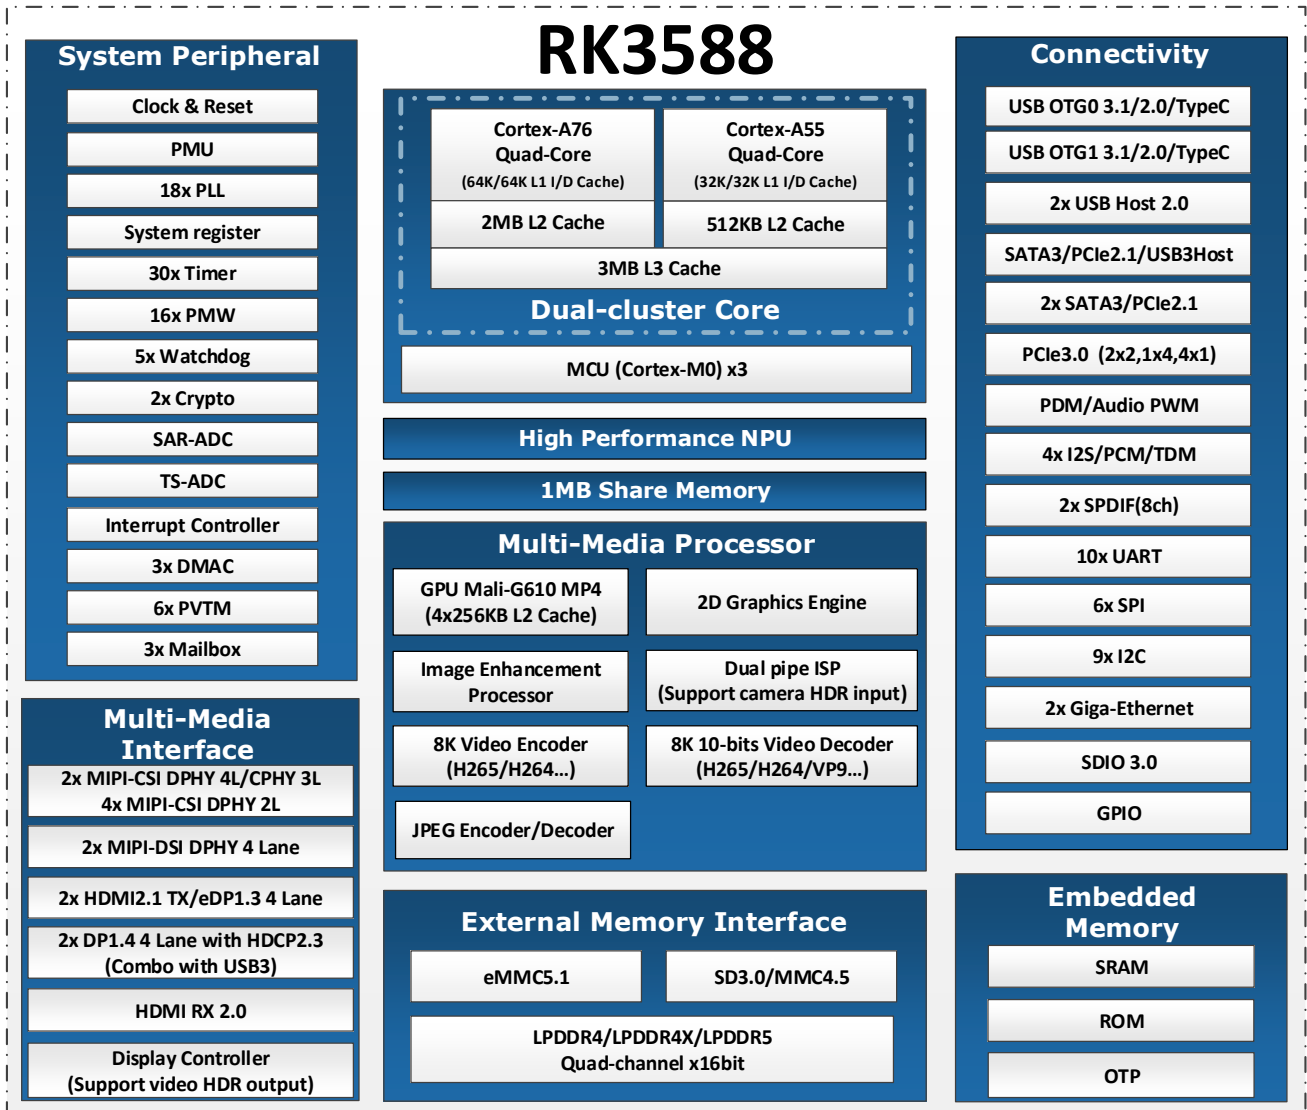 RK3588
System Peripheral
Clock & Reset
PMU
18x PLL
System register
30x Timer
16x PMW
5x Watchdog
2x Crypto
SAR-ADC
TS-ADC
Interrupt Controller
3x DMAC
6x PVTM
3x Mailbox
Multi-Media
Interface
2x MIPI-CSI DPHY 4L/CPHY 3L
4x MIPI-CSI DPHY 2L
2x MIPI-DSI DPHY 4 Lane
2x HDMI2.1 TX/eDP1.3 4 Lane
2x DP1.4 4 Lane with HDCP2.3
(Combo with USB3)
HDMI RX 2.0
Display Controller
(Support video HDR output)
Cortex-A76
Quad-Core
(64K/64K L1 I/D Cache)
2MB L2 Cache
Cortex-A55
Quad-Core
(32K/32K L1 I/D Cache)
512KB L2 Cache
3MB L3 Cache
Dual-cluster Core
MCU (Cortex-M0) x3
High Performance NPU
1MB Share Memory
Multi-Media Processor
GPU Mali-G610 MP4
(4x256KB L2 Cache)
2D Graphics Engine
Image Enhancement
Processor
Dual pipe ISP
(Support camera HDR input)
8K Video Encoder
(H265/H264...)
8K 10-bits Video Decoder
(H265/H264/VP9...)
JPEG Encoder/Decoder
External Memory Interface
eMMC5.1
SD3.0/MMC4.5
LPDDR4/LPDDR4X/LPDDR5
Quad-channel x16bit
Connectivity
USB OTG0 3.1/2.0/TypeC
USB OTG1 3.1/2.0/TypeC
2x USB Host 2.0
SATA3/PCIe2.1/USB3Host
2x SATA3/PCIe2.1
PCIe3.0 (2x2,1x4,4x1)
PDM/Audio PWM
4x I2S/PCM/TDM
2x SPDIF(8ch)
10x UART
6x SPI
9x I2C
2x Giga-Ethernet
SDIO 3.0
GPIO
Embedded
Memory
SRAM
ROM
OTP